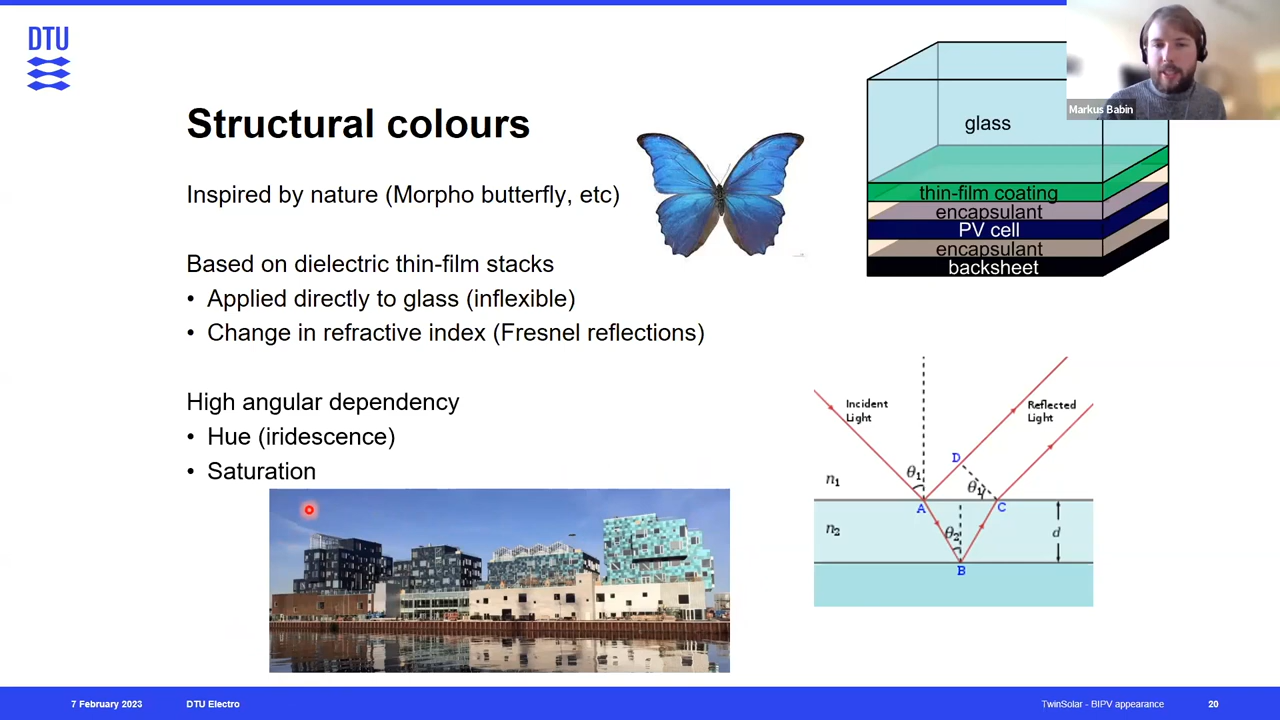 DTU
Structural colours
Inspired by nature (Morpho butterfly, etc)
Based on dielectric thin-film stacks
• Applied directly to glass (inflexible)
• Change in refractive index (Fresnel reflections)
High angular dependency
• Hue (iridescence)
• Saturation
Markus Babin
glass
thin-film coating
encapsulant
PV cell
encapsulant
backsheet
Incident
Light
Reflected
Light
D
θ1
θ1
n1
A
C
n2
θ2
d
B
7 February 2023
DTU Electro
TwinSolar - BIPV appearance
20